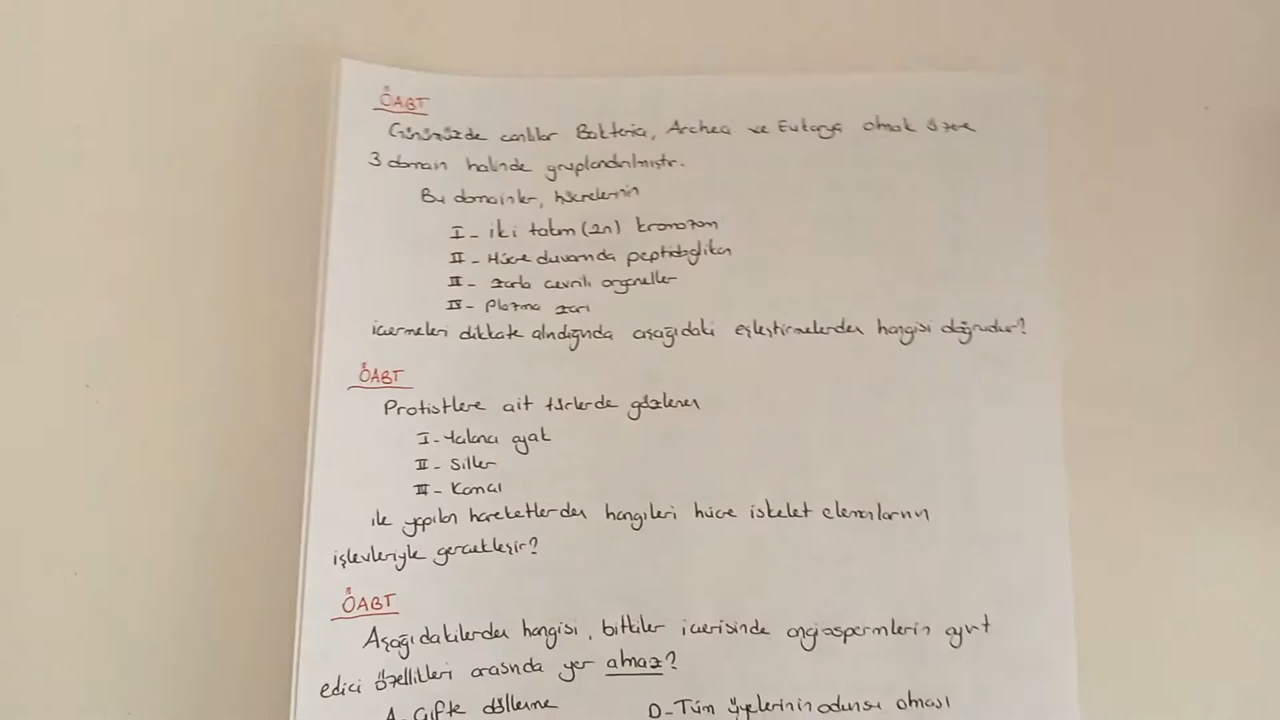 ÖABT
Günümüzde canlılar Bakteria, Archea ve Eukarya olmak üzere
3 domain halinde gruplandırılmıştır.
Bu domainler, hücrelerinin
I - iki takım (2n) kromozom
II - Hücre duvarında peptidoglikan
III - zarla çevrili organeller
IV - Plazma zarı
içermeleri dikkate alındığında aşağıdaki eşleştirmelerden hangisi doğrudur?
ÖABT
Protistlere ait türlerde gözlenen
I - Yalancı ayak
II - Siller
III - Kamçı
ile yapılan hareketlerden hangileri hücre iskelet elemanlarının
işlevleriyle gerçekleşir?
ÖABT
Aşağıdakilerden hangisi, bitkiler içerisinde angiospermlerin ayırt
edici özellikleri arasında yer almaz?
A - Çifte döllenme D - Tüm üyelerinin odunsu olması